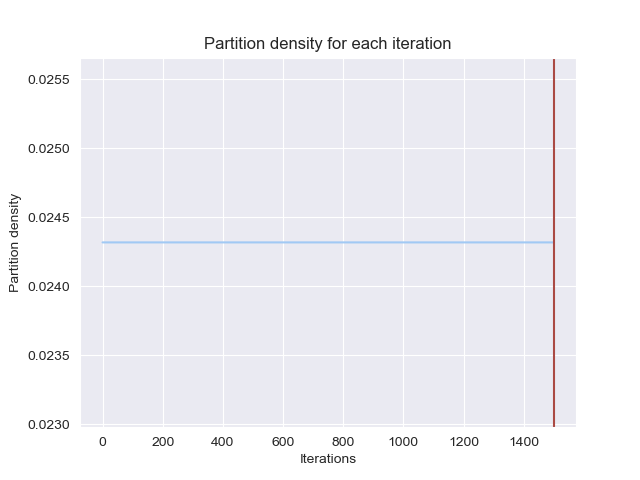 Partition density for each iteration
0.0255
0.0250
0.0245
0.0240
0.0235
0.0230
Partition density
0 200 400 600 800 1000 1200 1400
Iterations